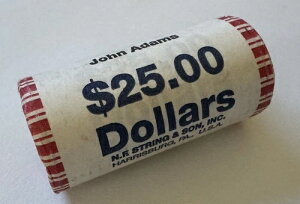 John Adams
$25.00
Dollars
N.F. STRING & SON, INC.
HARRISBURG, PA., U.S.A.